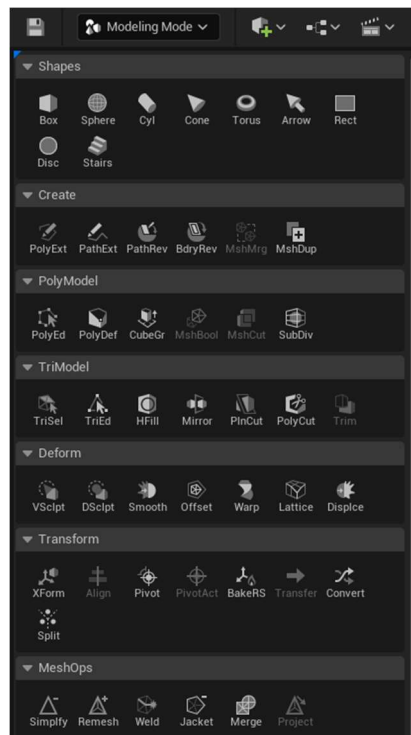 Modeling Mode
Shapes
Box Sphere Cyl Cone Torus Arrow Rect
Disc Stairs
Create
PolyExt PathExt PathRev BdryRev MshMrg MshDup
PolyModel
PolyEd PolyDef CubeGr MshBool MshCut SubDiv
TriModel
TriSel TriEd HFill Mirror PlnCut PolyCut Trim
Deform
VSclpt DSclpt Smooth Offset Warp Lattice Displce
Transform
XForm Align Pivot PivotAct BakeRS Transfer Convert
Split
MeshOps
Simplfy Remesh Weld Jacket Merge Project